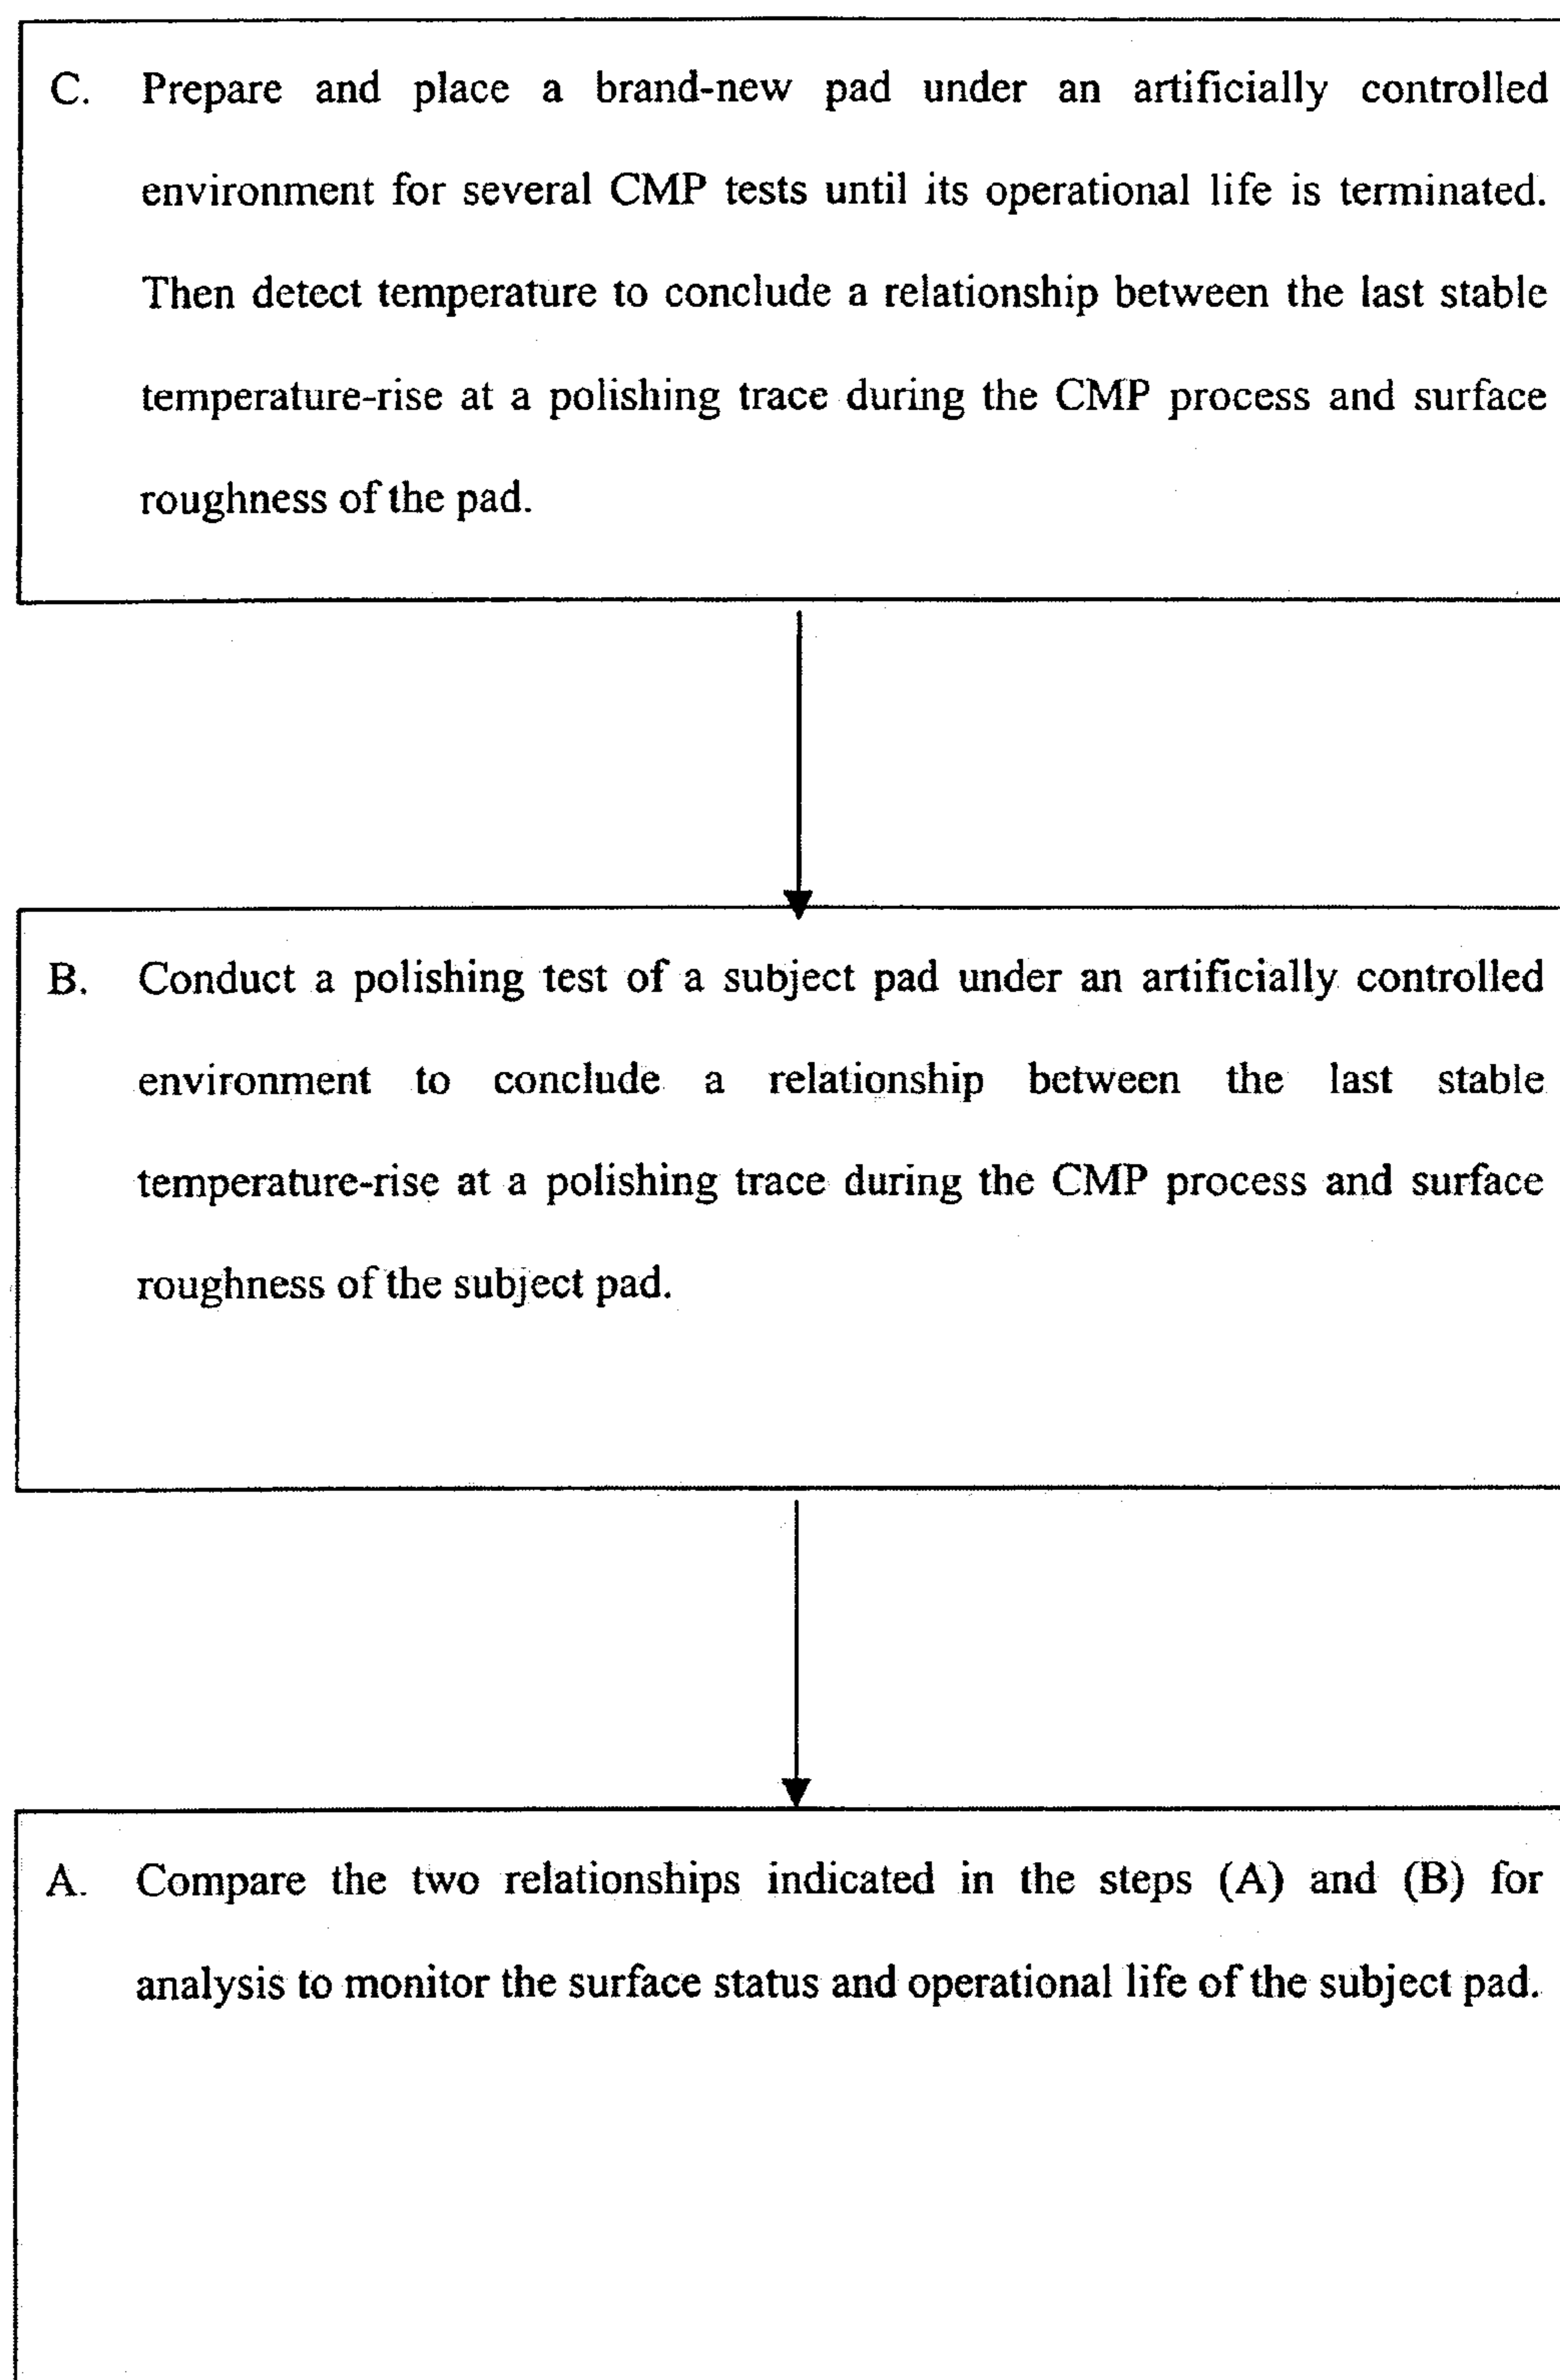 C. Prepare and place a brand-new pad under an artificially controlled
environment for several CMP tests until its operational life is terminated.
Then detect temperature to conclude a relationship between the last stable
temperature-rise at a polishing trace during the CMP process and surface
roughness of the pad.
B. Conduct a polishing test of a subject pad under an artificially controlled
environment to conclude a relationship between the last stable
temperature-rise at a polishing trace during the CMP process and surface
roughness of the subject pad.
A. Compare the two relationships indicated in the steps (A) and (B) for
analysis to monitor the surface status and operational life of the subject pad.